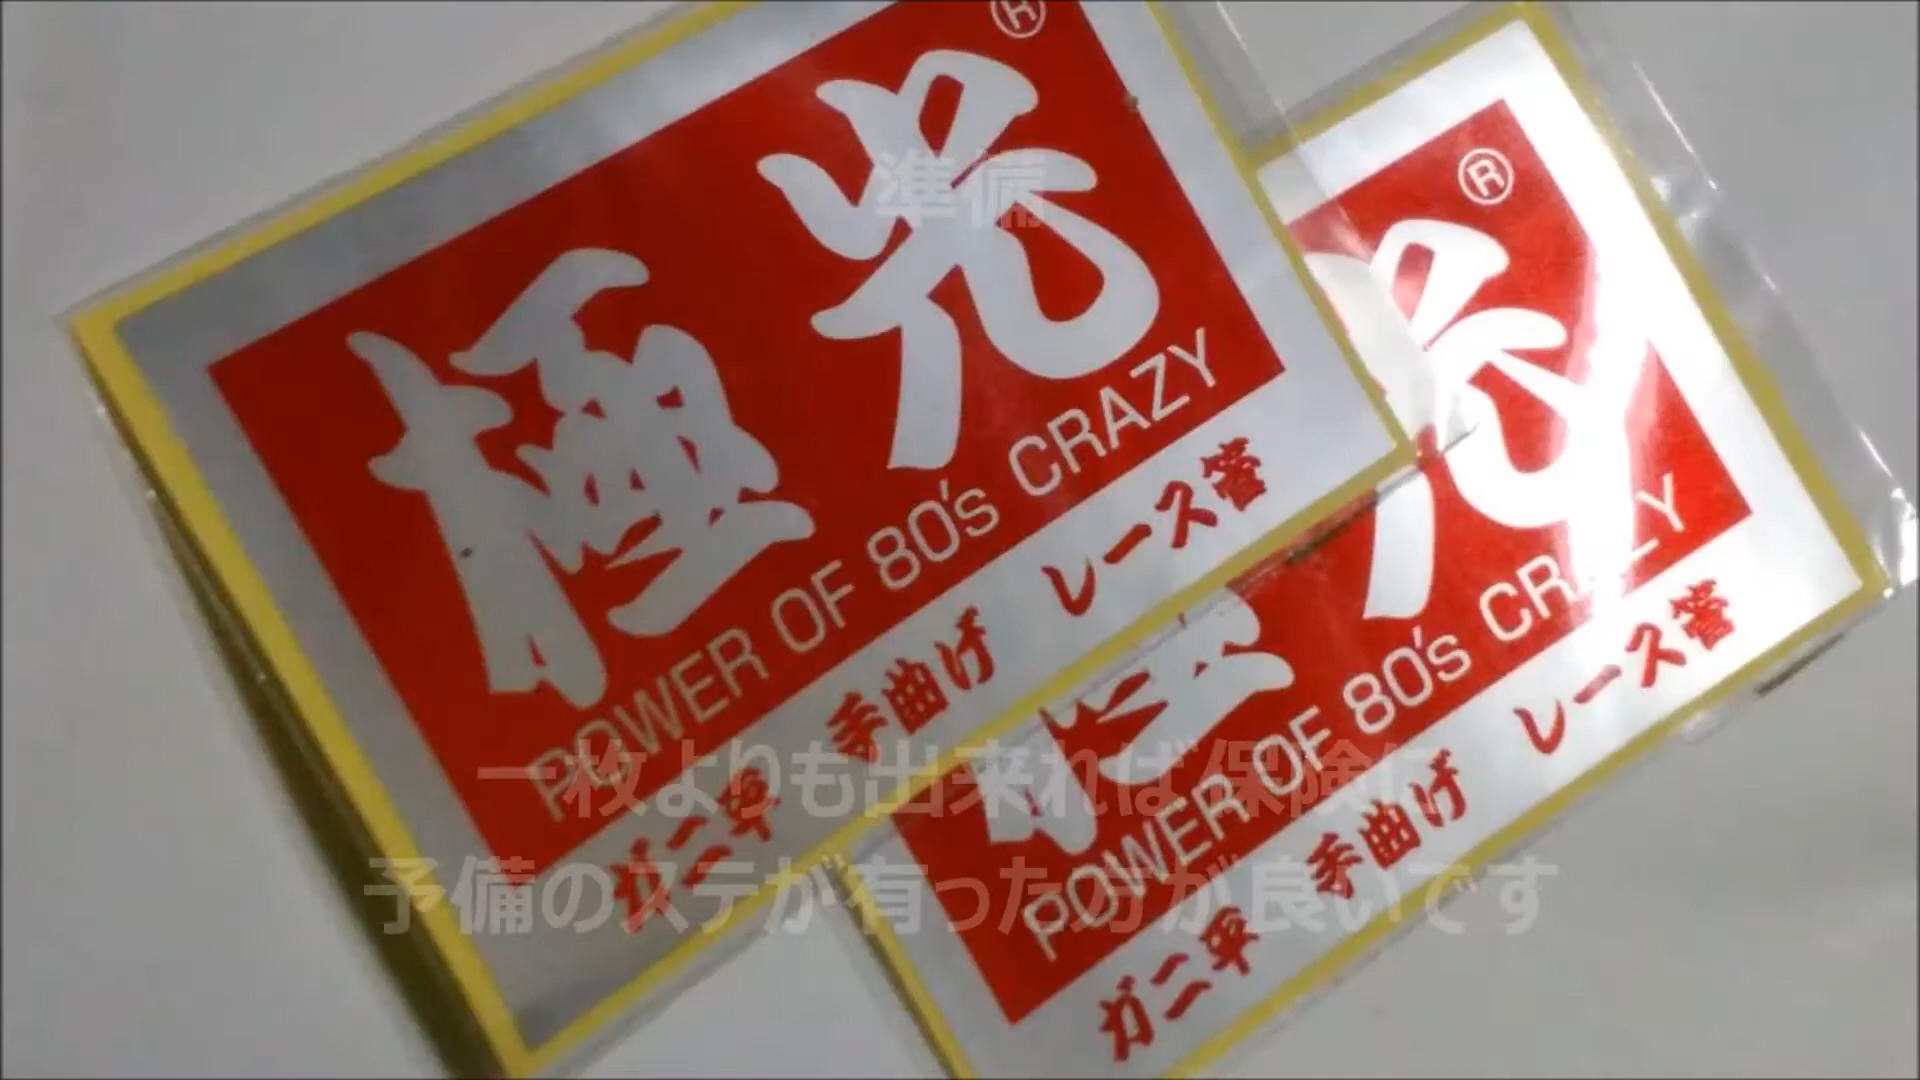 準備
®
極光
POWER OF 80's CRAZY
ガニ率 手曲げ レース管
®
光
POWER OF 80's CRAZY
ガニ率 手曲げ レース管
一枚よりも出来れば保険に
予備のステが有った方が良いです